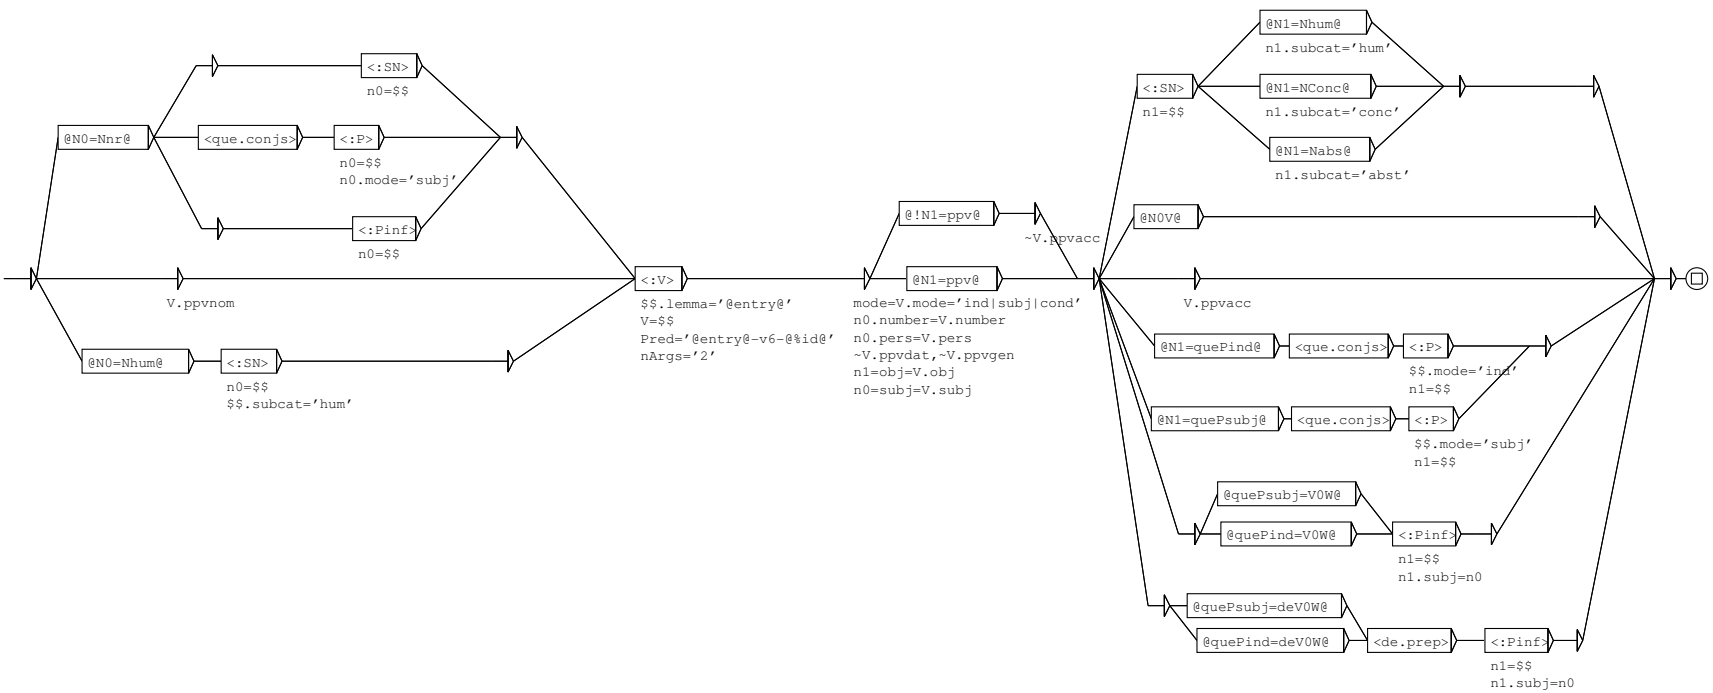 <:SN>
n0=$$
@N0=Nnr@
<que.conjs>
<:P>
n0=$$
n0.mode=’subj’
<:Pinf>
n0=$$
V.ppvnom
@N0=Nhum@
<:SN>
n0=$$
$$.subcat=’hum’
<:V>
$$.lemma=’@entry@’
V=$$
Pred=’@entry@-v6-@%id@’
nArgs=’2’
@!N1=ppv@
~V.ppvacc
@N1=ppv@
mode=V.mode=’ind|subj|cond’
n0.number=V.number
n0.pers=V.pers
~V.ppvdat,~V.ppvgen
n1=obj=V.obj
n0=subj=V.subj
<:SN>
n1=$$
@N1=Nhum@
n1.subcat=’hum’
@N1=NConc@
n1.subcat=’conc’
@N1=Nabs@
n1.subcat=’abst’
@N0V@
V.ppvacc
@N1=quePind@
<que.conjs>
<:P>
$$.mode=’ind’
n1=$$
@N1=quePsubj@
<que.conjs>
<:P>
$$.mode=’subj’
n1=$$
@quePsubj=V0W@
@quePind=V0W@
<:Pinf>
n1=$$
n1.subj=n0
@quePsubj=deV0W@
@quePind=deV0W@
<de.prep>
<:Pinf>
n1=$$
n1.subj=n0